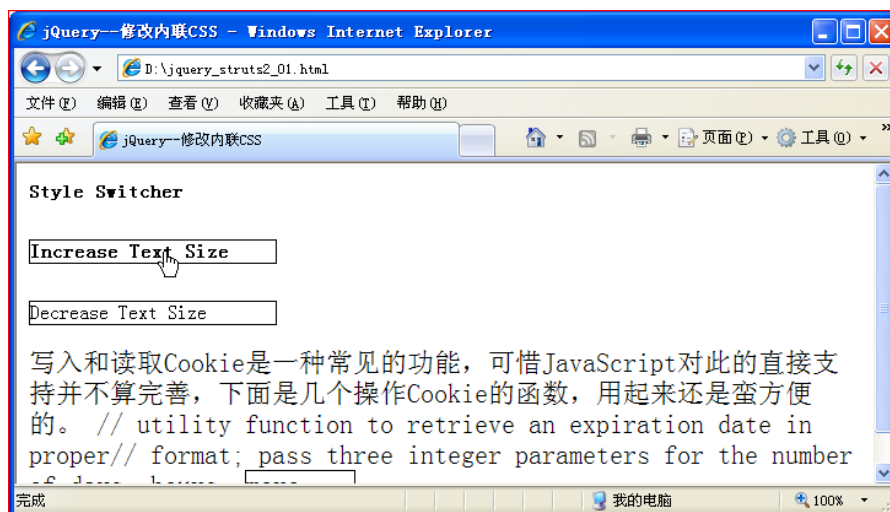 jQuery--修改内联CSS - Windows Internet Explorer
D:\jquery_struts2_01.html
文件(F) 编辑(E) 查看(V) 收藏夹(A) 工具(T) 帮助(H)
jQuery--修改内联CSS 页面(P) 工具(O) »
Style Switcher
Increase Text Size
Decrease Text Size
写入和读取Cookie是一种常见的功能，可惜JavaScript对此的直接支
持并不算完善，下面是几个操作Cookie的函数，用起来还是蛮方便
的。 // utility function to retrieve an expiration date in
proper// format; pass three integer parameters for the number
of days, hours,
完成 我的电脑 100%